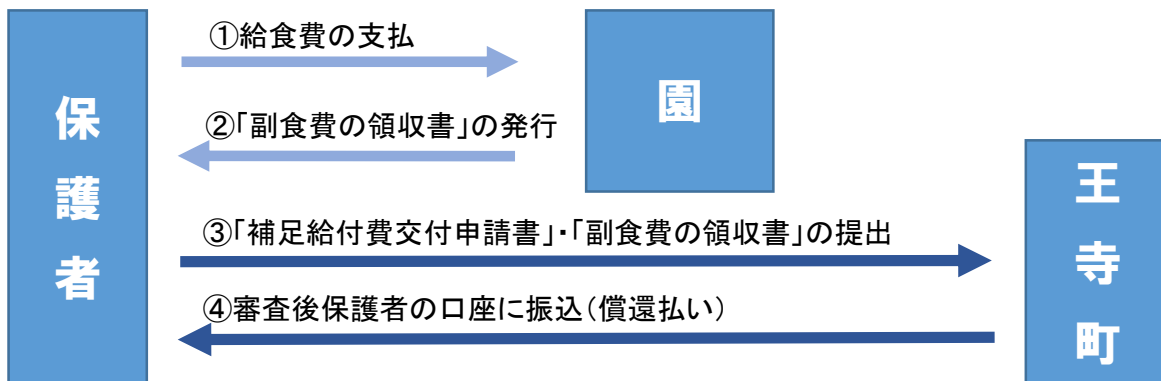 保護者
①給食費の支払
園
②「副食費の領収書」の発行
③「補足給付費交付申請書」・「副食費の領収書」の提出
④審査後保護者の口座に振込（償還払い）
王寺町